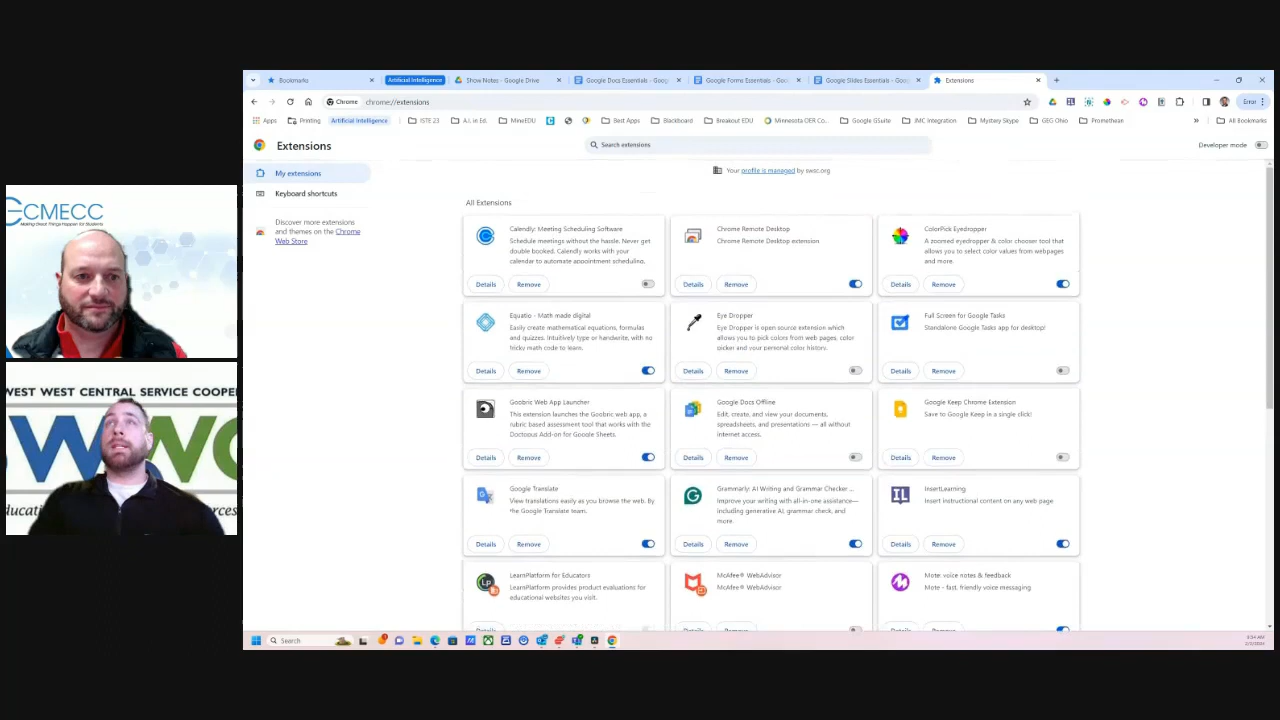 Bookmarks
Artificial Intelligence
Show Notes - Google Drive
Google Docs Essentials - Goog
Google Forms Essentials - Goo
Google Slides Essentials - Goo
Extensions
Chrome
chrome://extensions
Error
Apps
Printing
Artificial Intelligence
ISTE 23
A.I. in Ed.
MineEDU
Best Apps
Blackboard
Breakout EDU
Minnesota OER Co...
Google GSuite
JMC Integration
Mystery Skype
GEG Ohio
Promethean
All Bookmarks
Extensions
Search extensions
Developer mode
My extensions
Keyboard shortcuts
Discover more extensions
and themes on the Chrome
Web Store
Your profile is managed by swsc.org
All Extensions
Calendly: Meeting Scheduling Software
Schedule meetings without the hassle. Never get
double booked. Calendly works with your
calendar to automate appointment scheduling.
Details
Remove
Chrome Remote Desktop
Chrome Remote Desktop extension
Details
Remove
ColorPick Eyedropper
A zoomed eyedropper & color chooser tool that
allows you to select color values from webpages
and more.
Details
Remove
Equatio - Math made digital
Easily create mathematical equations, formulas
and quizzes. Intuitively type or handwrite, with no
tricky math code to learn.
Details
Remove
Eye Dropper
Eye Dropper is open source extension which
allows you to pick colors from web pages, color
picker and your personal color history.
Details
Remove
Full Screen for Google Tasks
Standalone Google Tasks app for desktop!
Details
Remove
Goobric Web App Launcher
This extension launches the Goobric web app, a
rubric based assessment tool that works with the
Doctopus Add-on for Google Sheets.
Details
Remove
Google Docs Offline
Edit, create, and view your documents,
spreadsheets, and presentations — all without
internet access.
Details
Remove
Google Keep Chrome Extension
Save to Google Keep in a single click!
Details
Remove
Google Translate
View translations easily as you browse the web. By
the Google Translate team.
Details
Remove
Grammarly: AI Writing and Grammar Checker ...
Improve your writing with all-in-one assistance—
including generative AI, grammar check, and
more.
Details
Remove
InsertLearning
Insert instructional content on any web page
Details
Remove
LearnPlatform for Educators
LearnPlatform provides product evaluations for
educational websites you visit.
McAfee® WebAdvisor
McAfee® WebAdvisor
Mote: voice notes & feedback
Mote - fast, friendly voice messaging
Search
CMECC
Making Great Things Happen for Students
WEST WEST CENTRAL SERVICE COOPER